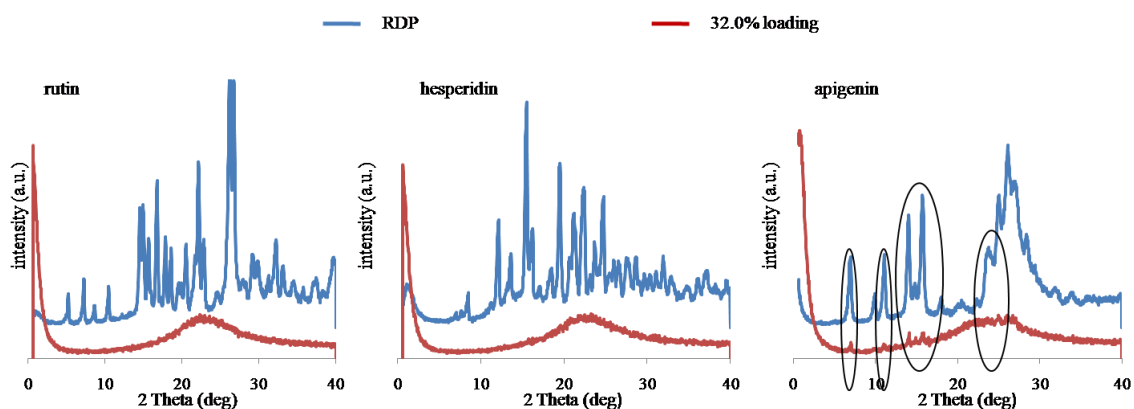 RDP 32.0% loading
rutin
intensity (a.u.)
0 10 20 30 40
2 Theta (deg)
hesperidin
intensity (a.u.)
0 10 20 30 40
2 Theta (deg)
apigenin
intensity (a.u.)
0 10 20 30 40
2 Theta (deg)